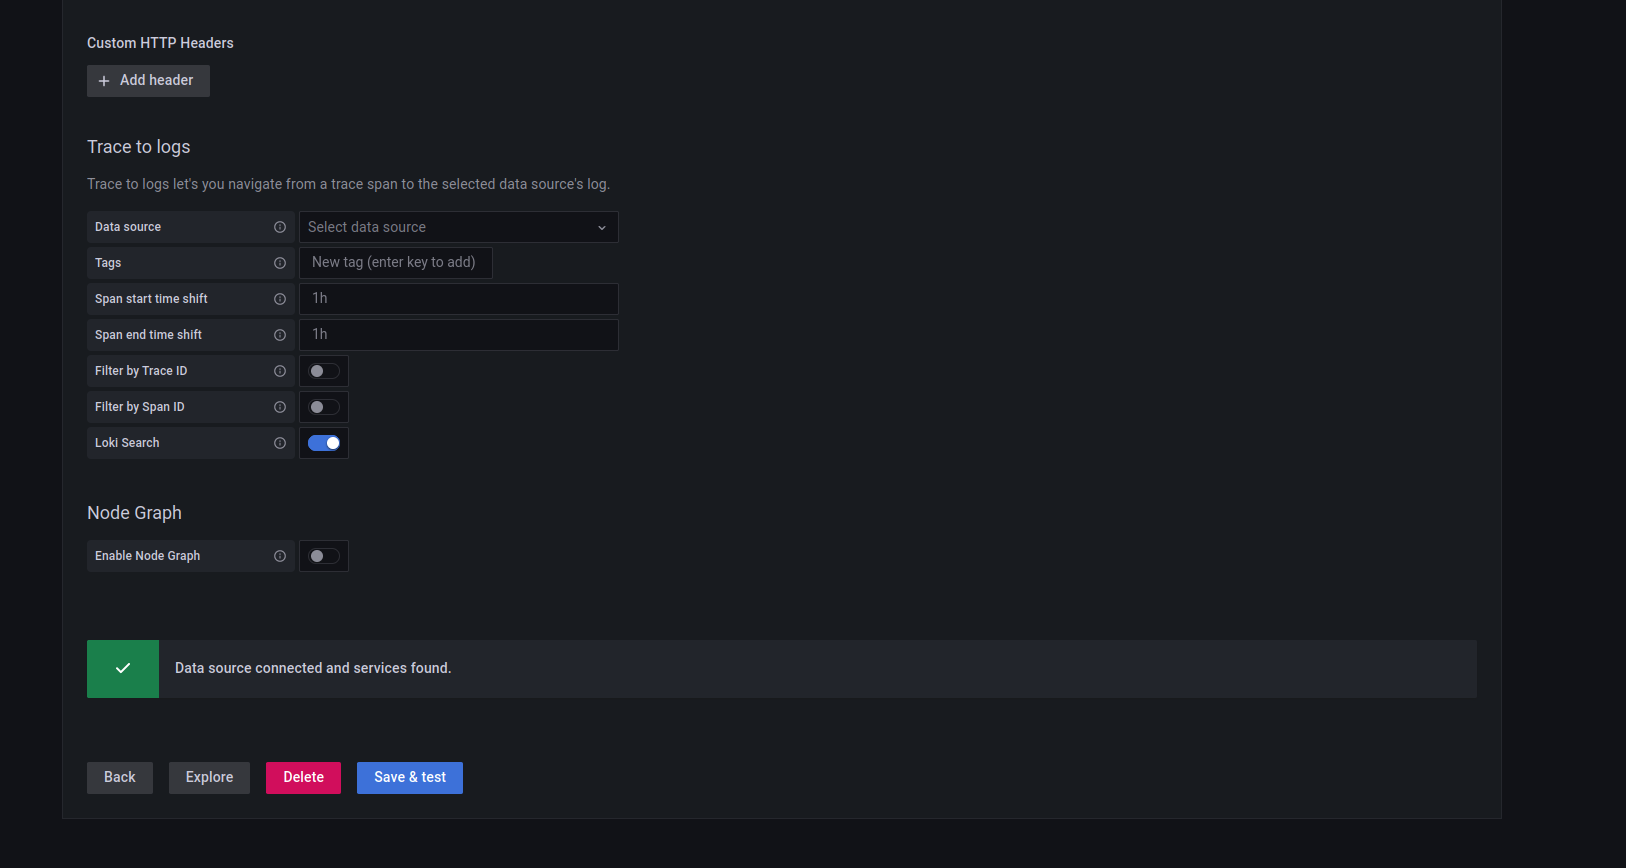 Custom HTTP Headers
Add header
Trace to logs
Trace to logs let's you navigate from a trace span to the selected data source's log.
Data source
Select data source
Tags
New tag (enter key to add)
Span start time shift
1h
Span end time shift
1h
Filter by Trace ID
Filter by Span ID
Loki Search
Node Graph
Enable Node Graph
Data source connected and services found.
Back
Explore
Delete
Save & test